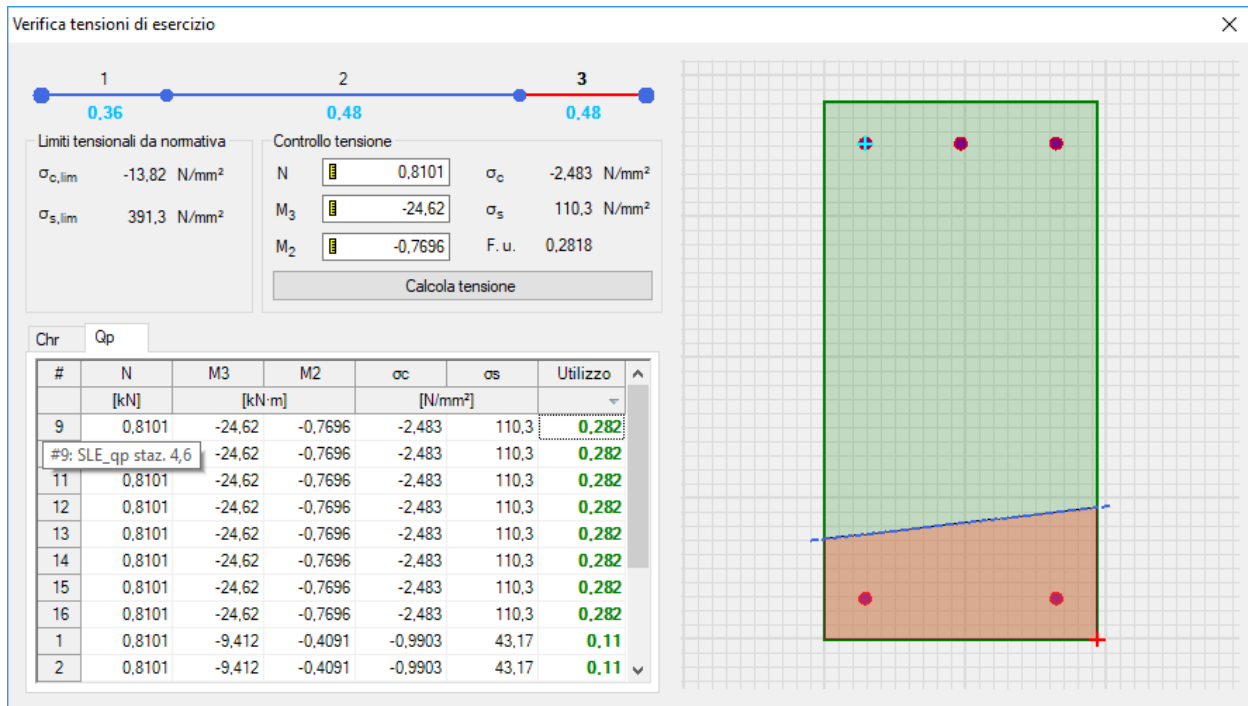 Verifica tensioni di esercizio
1 2 3
0,36 0,48 0,48
Limiti tensionali da normativa
σc,lim -13,82 N/mm²
σs,lim 391,3 N/mm²
Controllo tensione
N 0,8101 σc -2,483 N/mm²
M3 -24,62 σs 110,3 N/mm²
M2 -0,7696 F. u. 0,2818
Calcola tensione
Chr Qp
# N M3 M2 σc σs Utilizzo
[kN] [kN·m] [N/mm²]
9 0,8101 -24,62 -0,7696 -2,483 110,3 0,282
#9: SLE_qp staz. 4,6 -24,62 -0,7696 -2,483 110,3 0,282
11 0,8101 -24,62 -0,7696 -2,483 110,3 0,282
12 0,8101 -24,62 -0,7696 -2,483 110,3 0,282
13 0,8101 -24,62 -0,7696 -2,483 110,3 0,282
14 0,8101 -24,62 -0,7696 -2,483 110,3 0,282
15 0,8101 -24,62 -0,7696 -2,483 110,3 0,282
16 0,8101 -24,62 -0,7696 -2,483 110,3 0,282
1 0,8101 -9,412 -0,4091 -0,9903 43,17 0,11
2 0,8101 -9,412 -0,4091 -0,9903 43,17 0,11